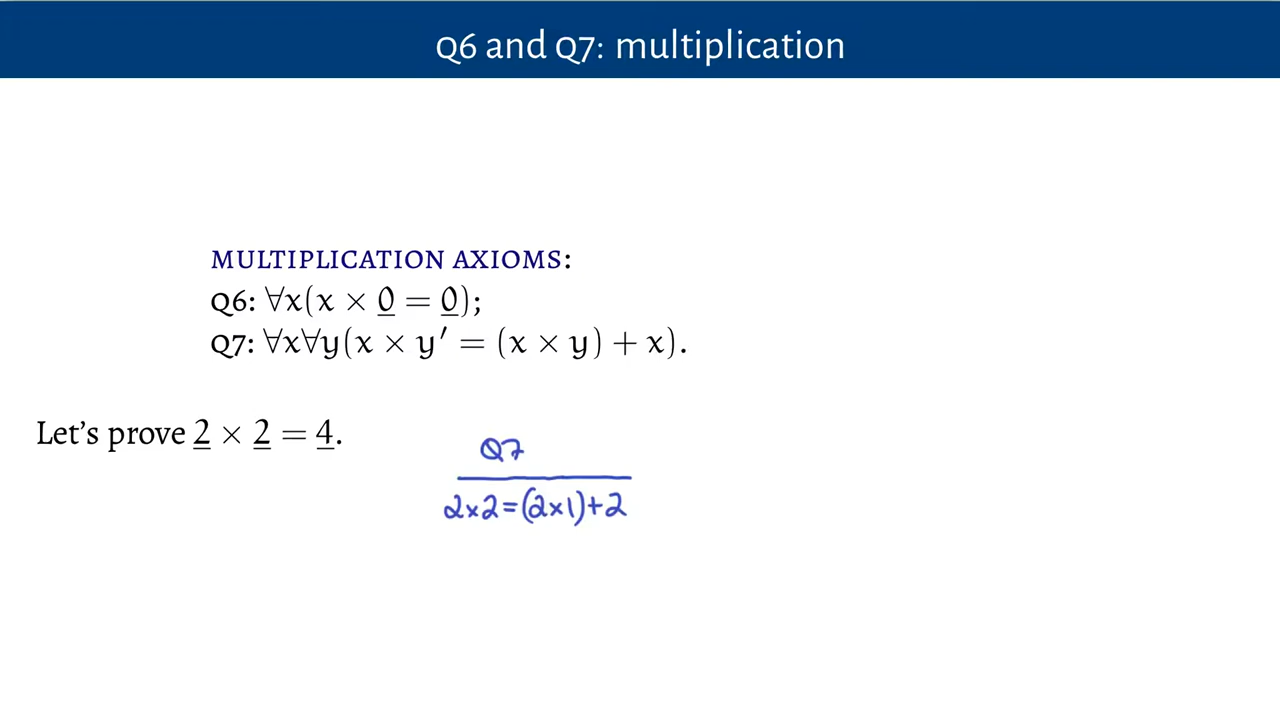 Q6 and Q7: multiplication
MULTIPLICATION AXIOMS:
Q6: ∀x(x × 0̲ = 0̲);
Q7: ∀x∀y(x × y′ = (x × y) + x).
Let's prove 2̲ × 2̲ = 4̲.
Q7
2×2=(2×1)+2